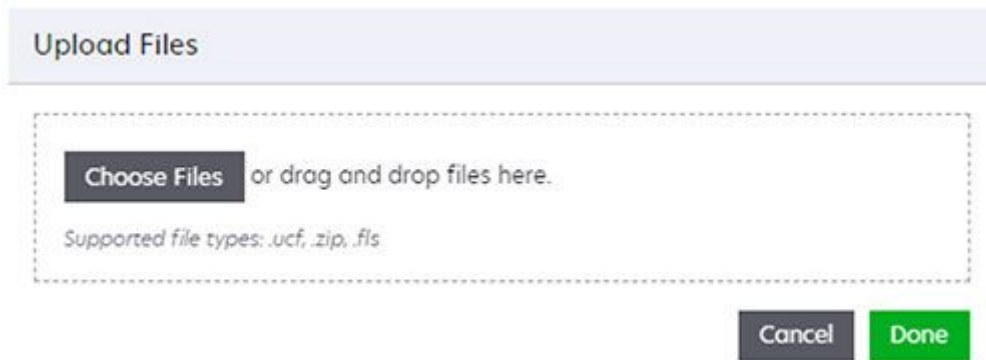 Upload Files
Choose Files or drag and drop files here.
Supported file types: .ucf, .zip, .fls
Cancel Done